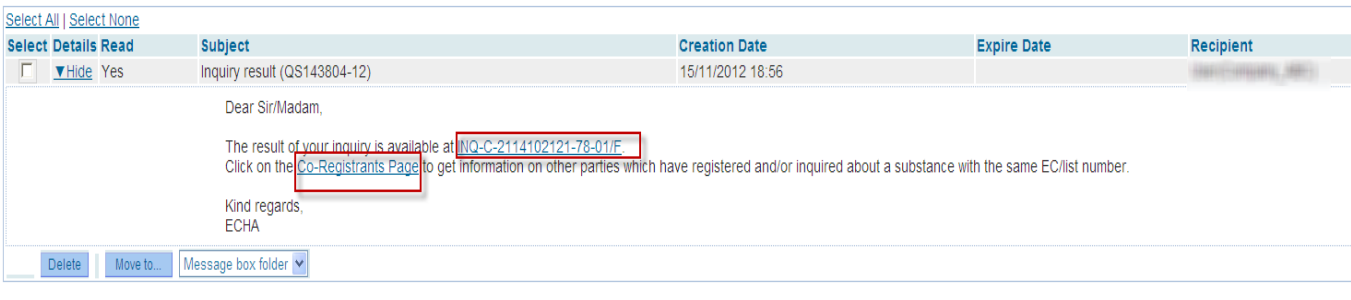 Select All | Select None
Select Details Read Subject Creation Date Expire Date Recipient
▼Hide Yes Inquiry result (QS143804-12) 15/11/2012 18:56
Dear Sir/Madam,
The result of your inquiry is available at INQ-C-2114102121-78-01/F.
Click on the Co-Registrants Page to get information on other parties which have registered and/or inquired about a substance with the same EC/list number.
Kind regards,
ECHA
Delete Move to... Message box folder